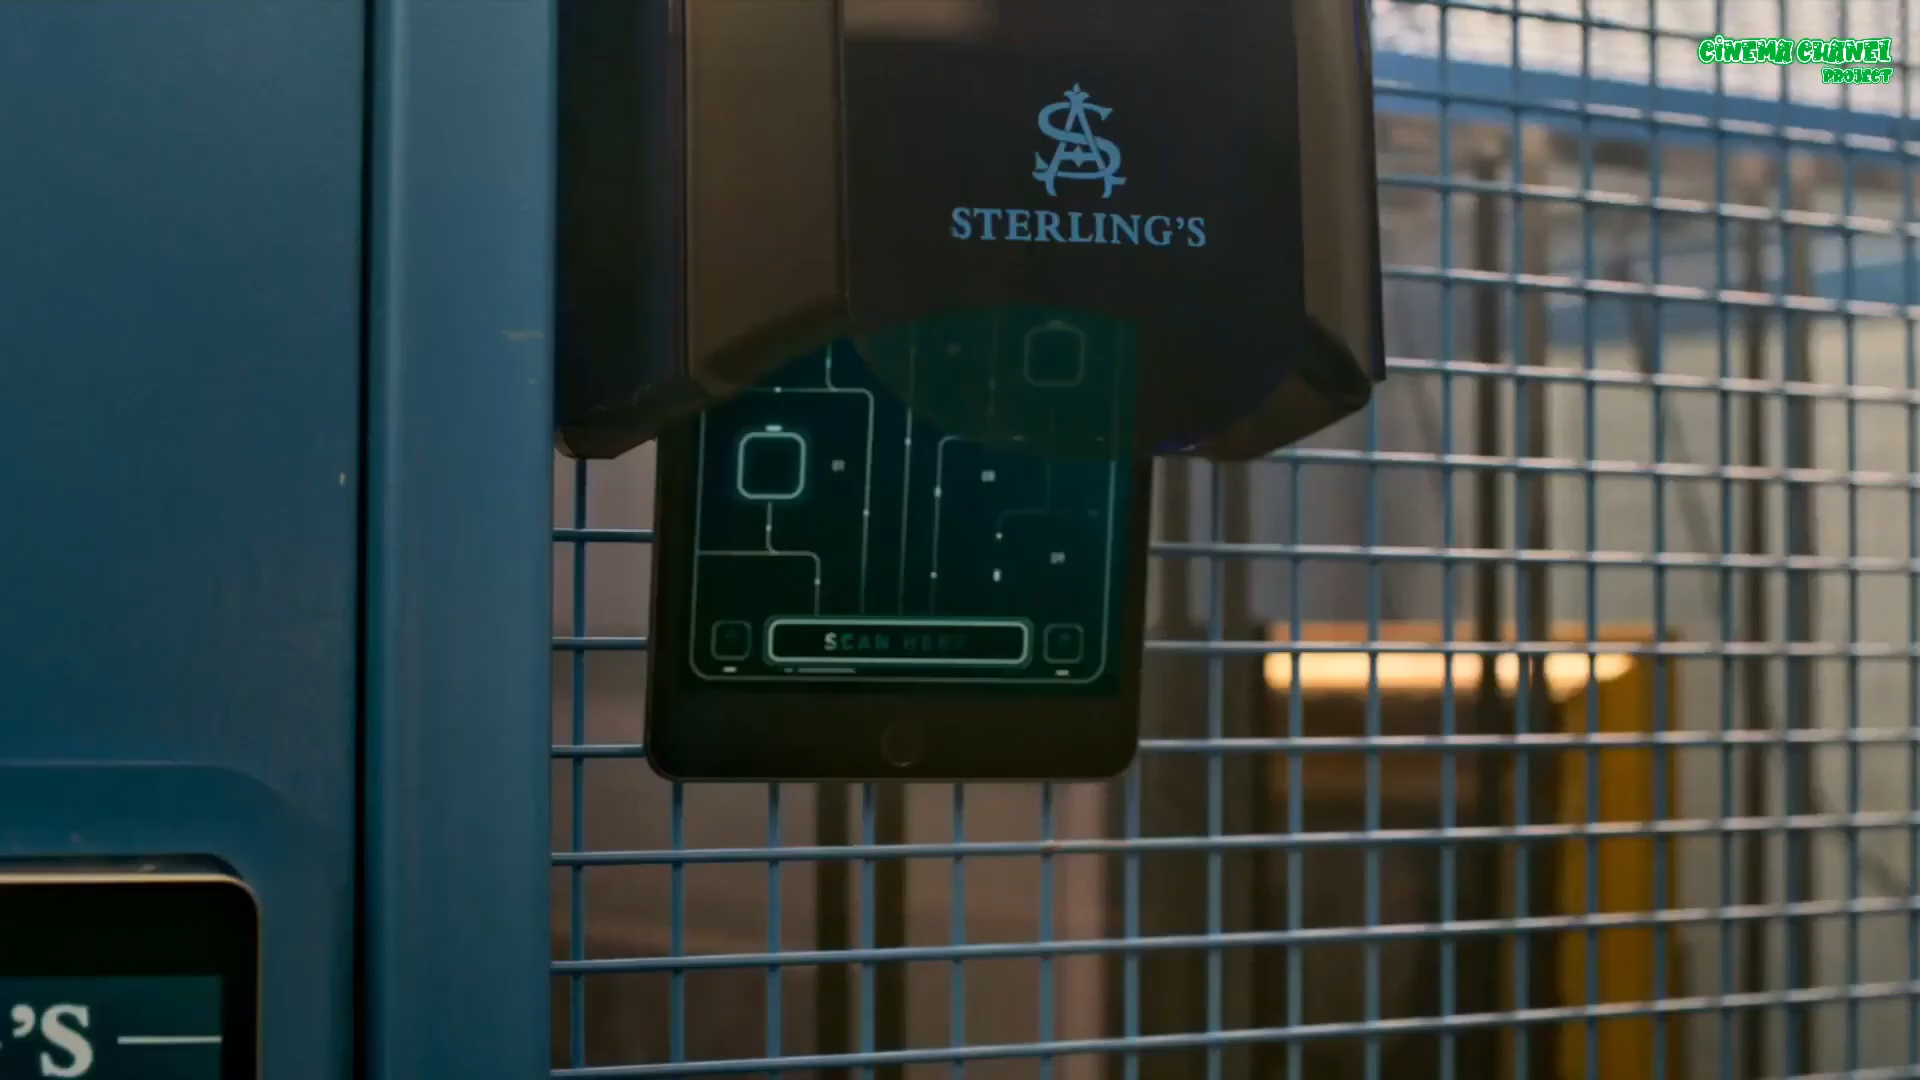 CINEMA CHANEL
PROJECT
STERLING'S
SCAN HERE
'S